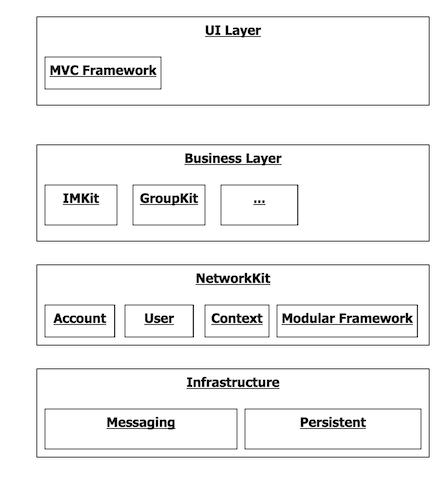 UI Layer
MVC Framework
Business Layer
IMKit
GroupKit
...
NetworkKit
Account
User
Context
Modular Framework
Infrastructure
Messaging
Persistent